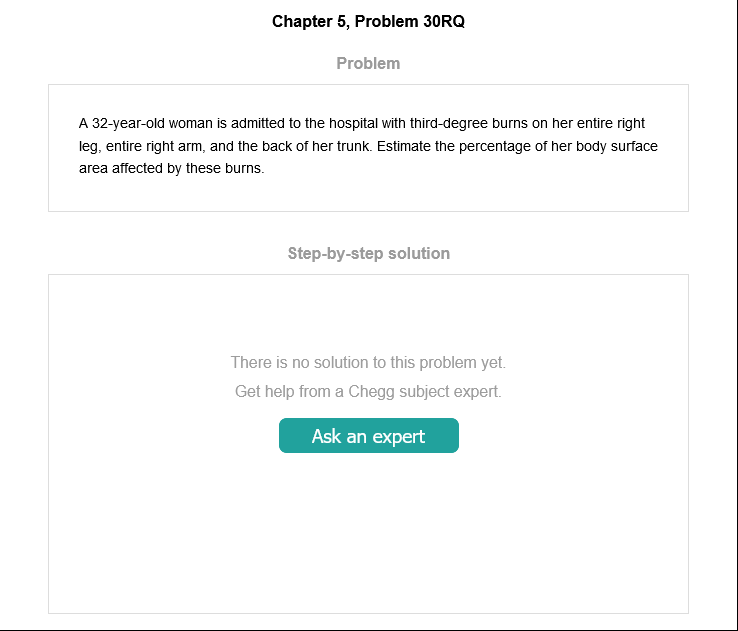 Chapter 5, Problem 30RQ
Problem
A 32-year-old woman is admitted to the hospital with third-degree burns on her entire right
leg, entire right arm, and the back of her trunk. Estimate the percentage of her body surface
area affected by these burns.
Step-by-step solution
There is no solution to this problem yet.
Get help from a Chegg subject expert.
Ask an expert